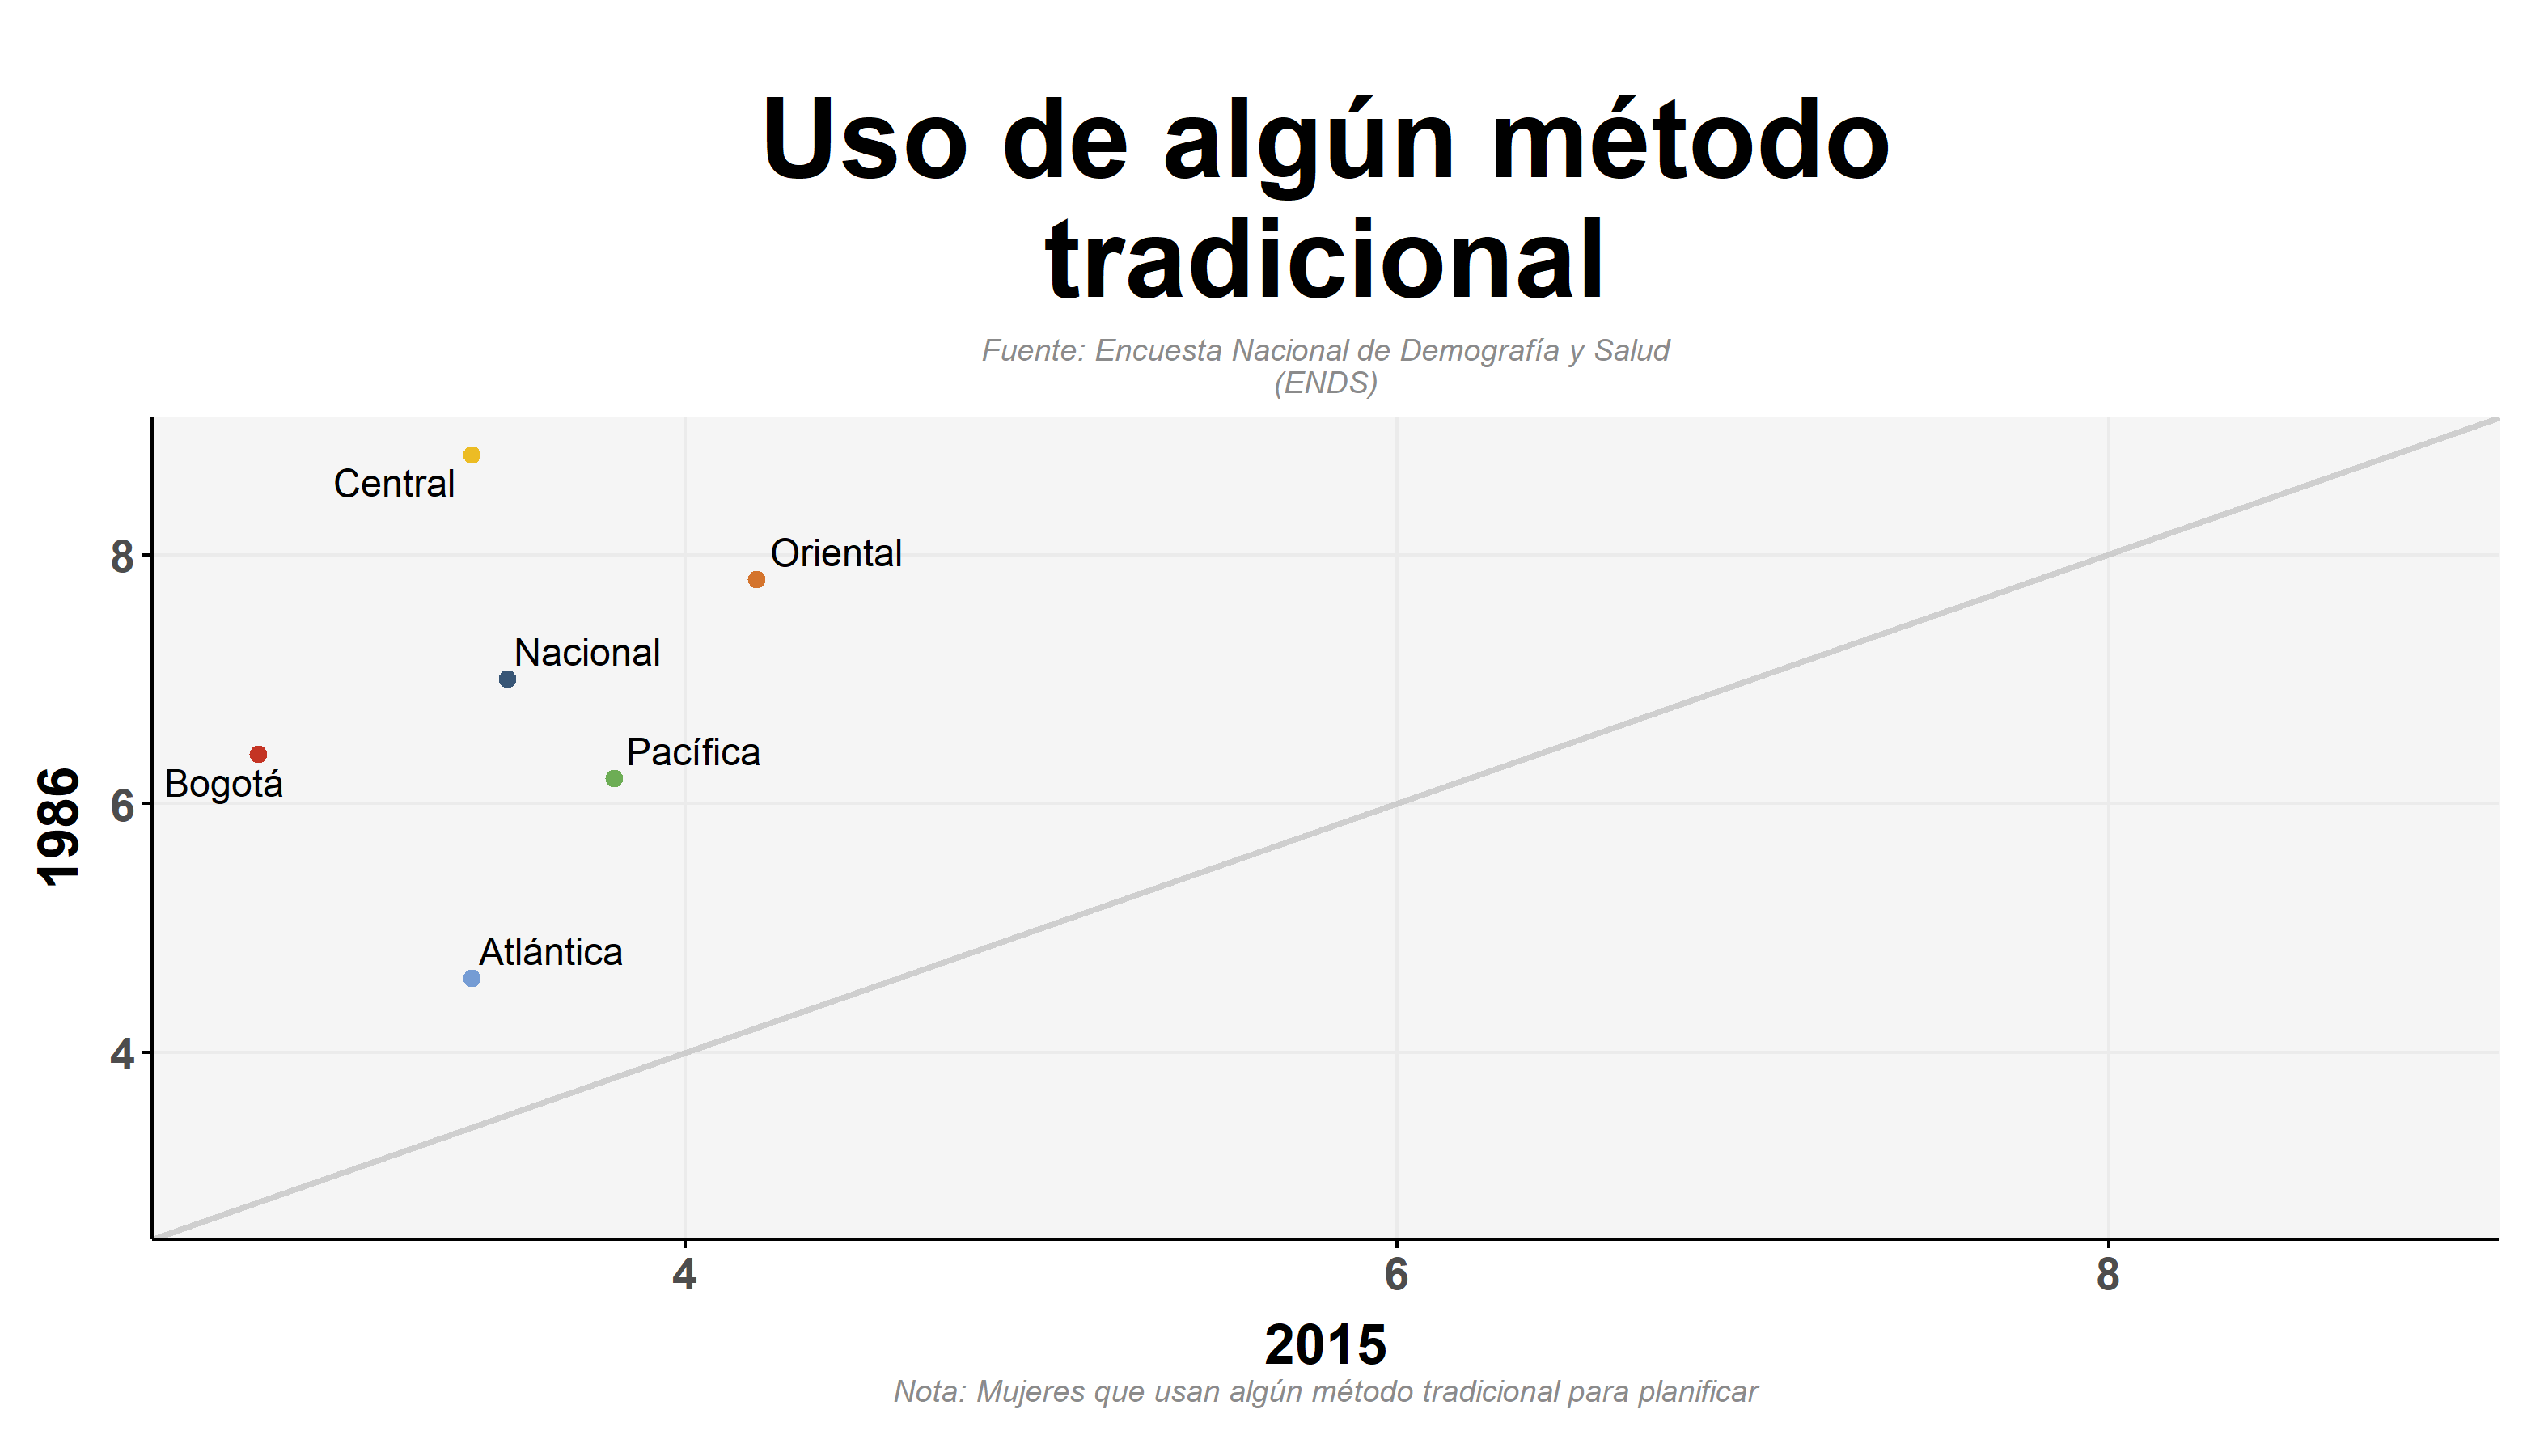 Uso de algún método
tradicional
Fuente: Encuesta Nacional de Demografía y Salud
(ENDS)
Central
Oriental
8
Nacional
Pacífica
Bogotá
6
1986
Atlántica
4
4
6
8
2015
Nota: Mujeres que usan algún método tradicional para planificar